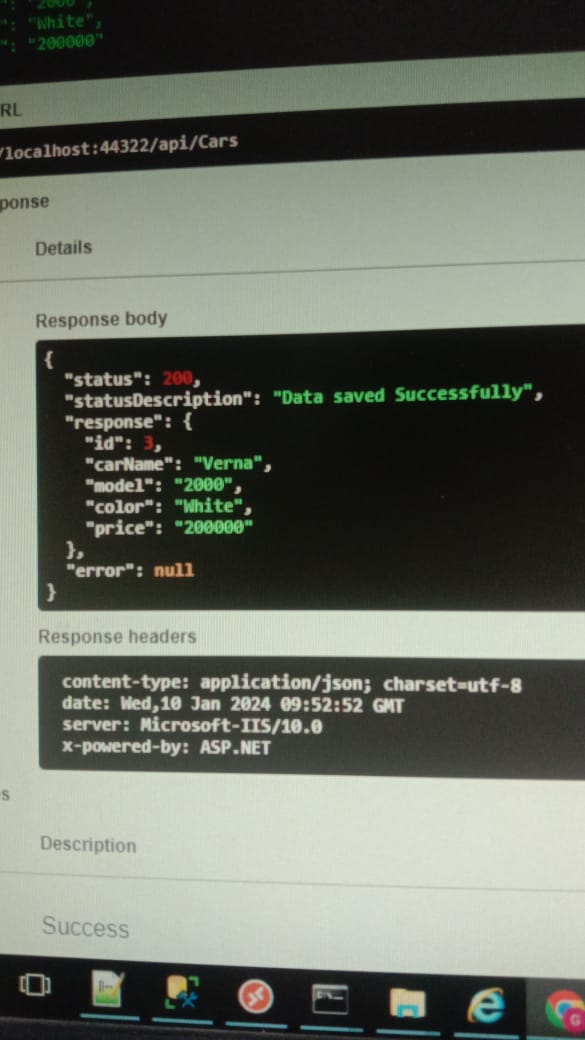 ": "2000",
": "White",
": "200000"
RL
/localhost:44322/api/Cars
ponse
Details
Response body
{
"status": 200,
"statusDescription": "Data saved Successfully",
"response": {
"id": 3,
"carName": "Verna",
"model": "2000",
"color": "White",
"price": "200000"
},
"error": null
}
Response headers
content-type: application/json; charset=utf-8
date: Wed,10 Jan 2024 09:52:52 GMT
server: Microsoft-IIS/10.0
x-powered-by: ASP.NET
s
Description
Success
G